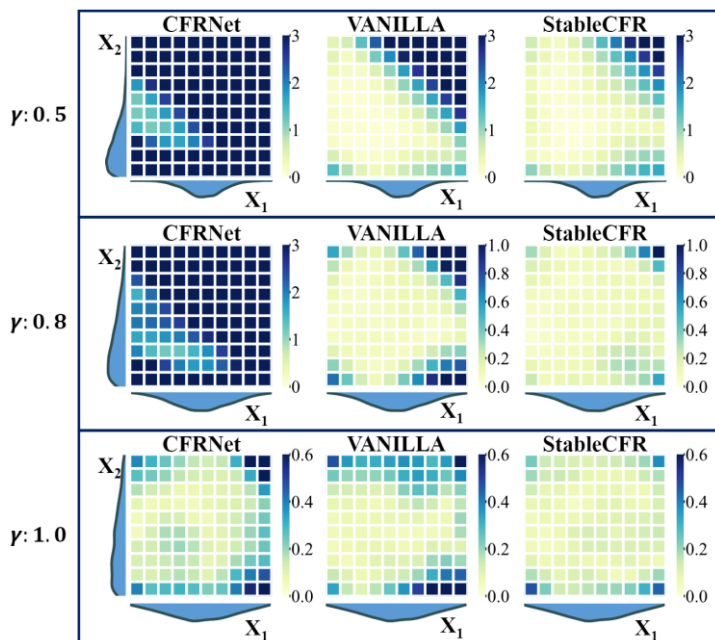 CFRNet VANILLA StableCFR
X₂ 3 3 3
2 2 2
γ: 0.5
1 1 1
0 0 0
X₁ X₁ X₁
CFRNet VANILLA StableCFR
X₂ 3 1.0 1.0
0.8 0.8
2
γ: 0.8 0.6 0.6
1 0.4 0.4
0.2 0.2
0 0.0 0.0
X₁ X₁ X₁
CFRNet VANILLA StableCFR
X₂ 0.6 0.6 0.6
0.4 0.4 0.4
γ: 1.0
0.2 0.2 0.2
0.0 0.0 0.0
X₁ X₁ X₁